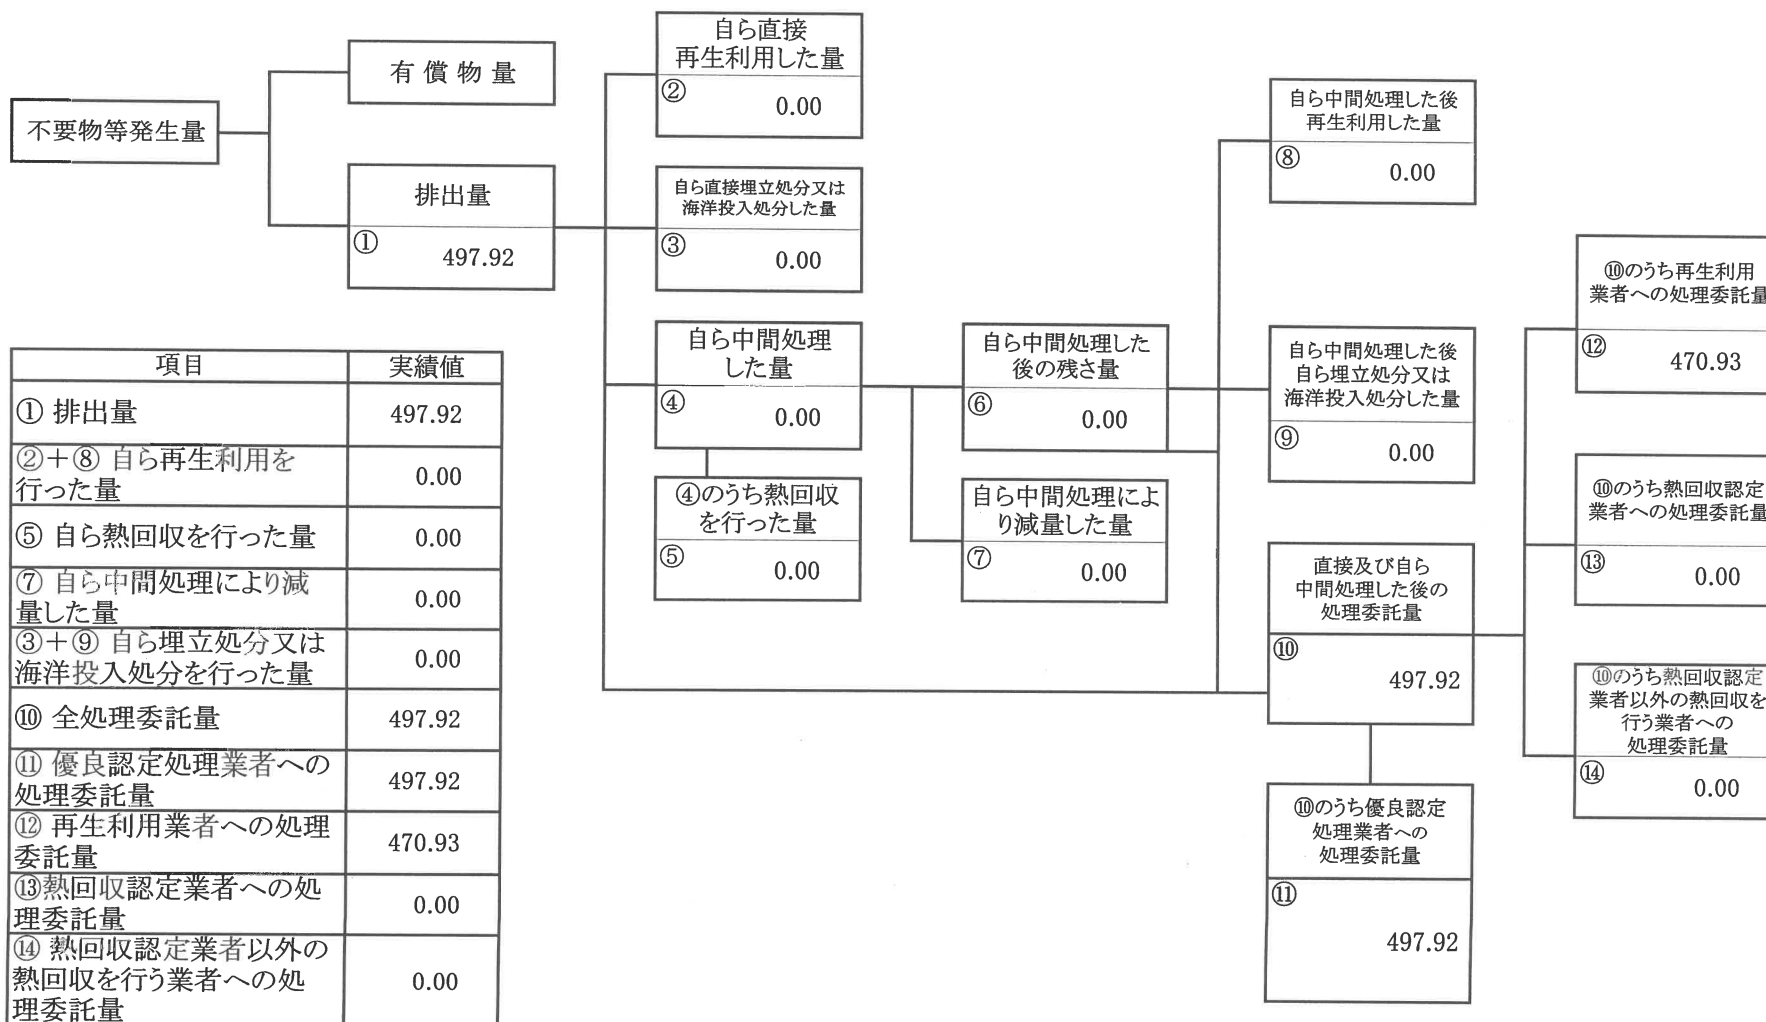 不要物等発生量
有償物量
排出量
①
497.92
自ら直接
再生利用した量
②
0.00
自ら直接埋立処分又は
海洋投入処分した量
③
0.00
自ら中間処理
した量
④
0.00
④のうち熱回収
を行った量
⑤
0.00
自ら中間処理した
後の残さ量
⑥
0.00
自ら中間処理によ
り減量した量
⑦
0.00
自ら中間処理した後
再生利用した量
⑧
0.00
自ら中間処理した後
自ら埋立処分又は
海洋投入処分した量
⑨
0.00
直接及び自ら
中間処理した後の
処理委託量
⑩
497.92
⑩のうち優良認定
処理業者への
処理委託量
⑪
497.92
⑩のうち再生利用
業者への処理委託量
⑫
470.93
⑩のうち熱回収認定
業者への処理委託量
⑬
0.00
⑩のうち熱回収認定
業者以外の熱回収を
行う業者への
処理委託量
⑭
0.00
項目 実績値
① 排出量 497.92
②+⑧ 自ら再生利用を
行った量 0.00
⑤ 自ら熱回収を行った量 0.00
⑦ 自ら中間処理により減
量した量 0.00
③+⑨ 自ら埋立処分又は
海洋投入処分を行った量 0.00
⑩ 全処理委託量 497.92
⑪ 優良認定処理業者への
処理委託量 497.92
⑫ 再生利用業者への処理
委託量 470.93
⑬熱回収認定業者への処
理委託量 0.00
⑭ 熱回収認定業者以外の
熱回収を行う業者への処
理委託量 0.00